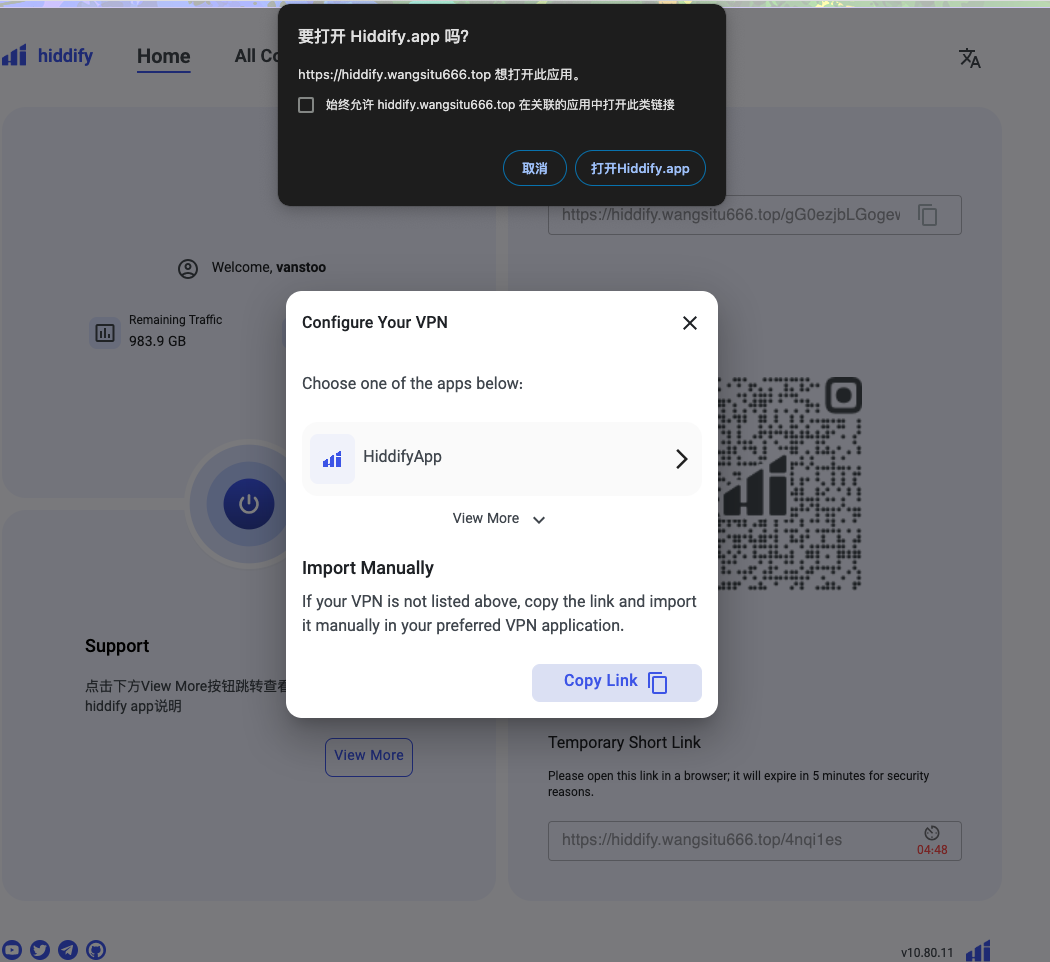 要打开 Hiddify.app 吗?
https://hiddify.wangsitu666.top 想打开此应用。
始终允许 hiddify.wangsitu666.top 在关联的应用中打开此类链接
取消
打开Hiddify.app
hiddify
Home
All Co
https://hiddify.wangsitu666.top/gG0ezjbLGoge
Welcome, vanstoo
Remaining Traffic
983.9 GB
Configure Your VPN
Choose one of the apps below:
HiddifyApp
View More
Import Manually
If your VPN is not listed above, copy the link and import
it manually in your preferred VPN application.
Copy Link
Support
点击下方View More按钮跳转查看
hiddify app说明
View More
Temporary Short Link
Please open this link in a browser; it will expire in 5 minutes for security
reasons.
https://hiddify.wangsitu666.top/4nqi1es
04:48
v10.80.11